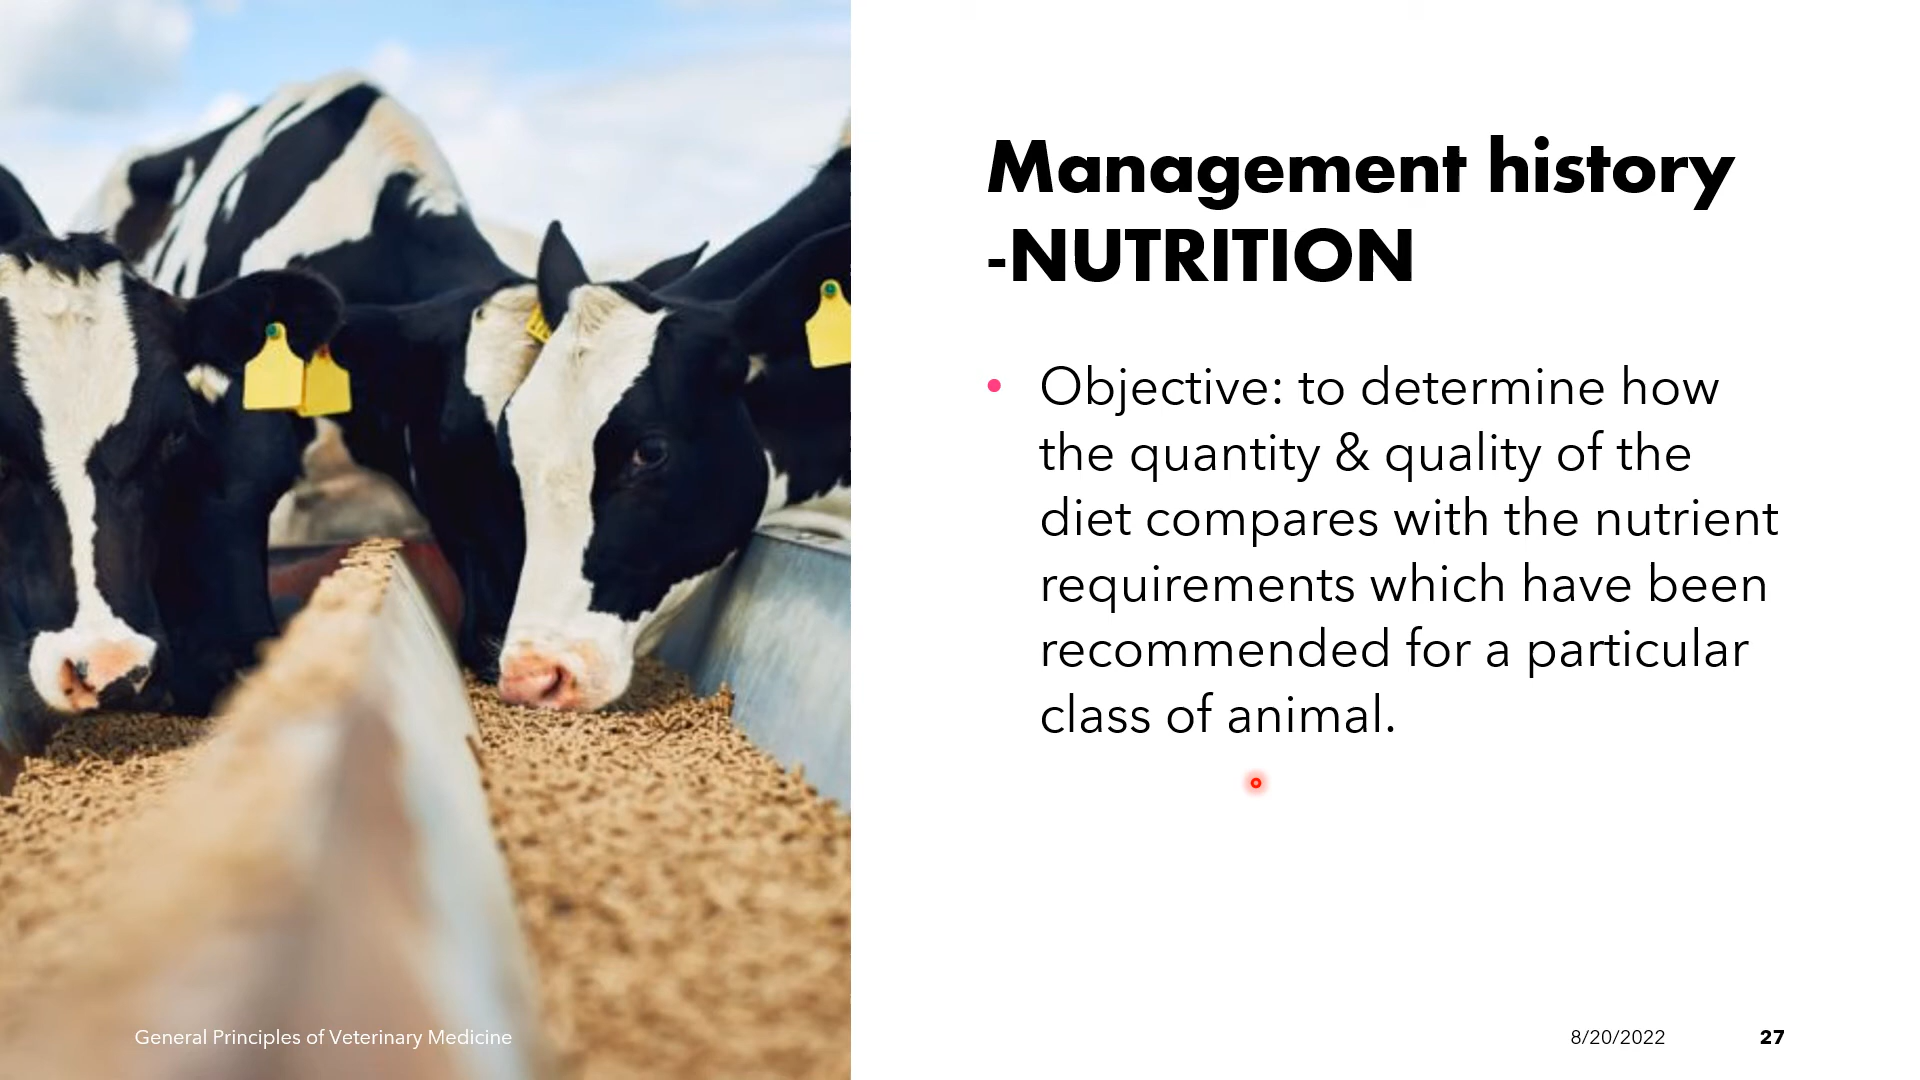 Management history
-NUTRITION
• Objective: to determine how
the quantity & quality of the
diet compares with the nutrient
requirements which have been
recommended for a particular
class of animal.
General Principles of Veterinary Medicine
8/20/2022
27